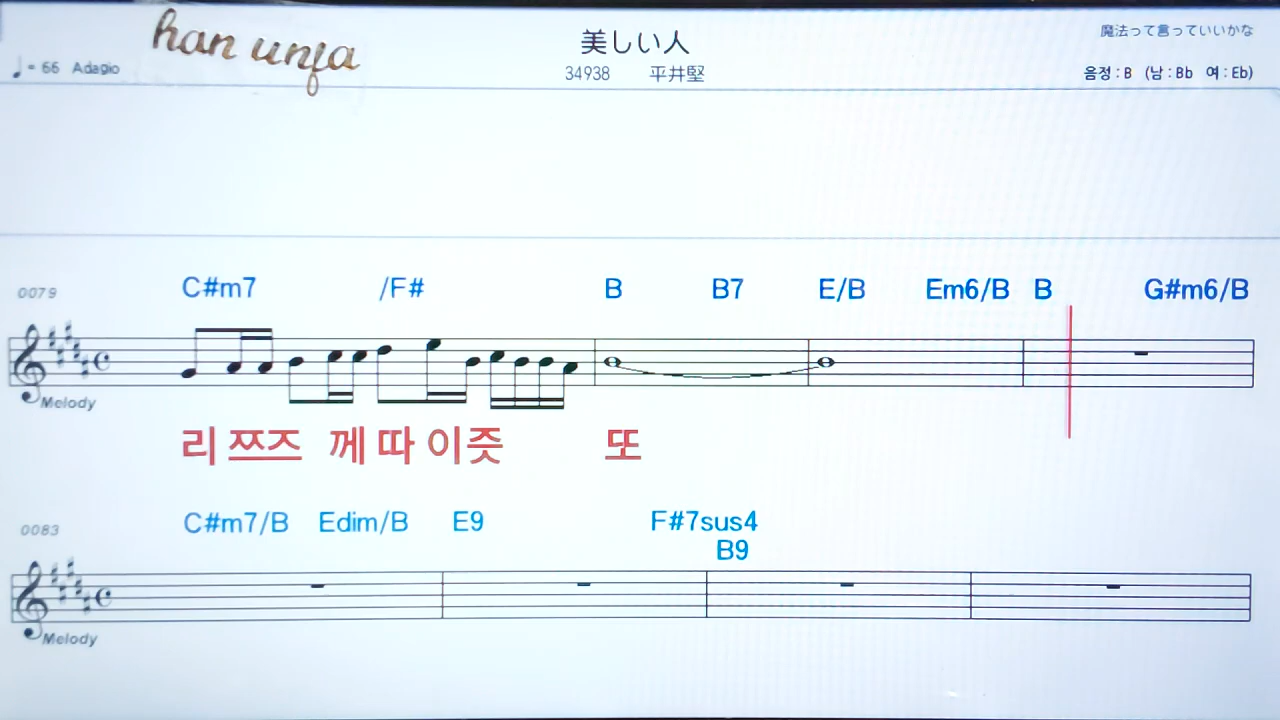 han unja
美しい人
魔法って言っていいかな
♩= 66 Adagio
34938 平井堅
음정 : B (남 : Bb 여 : Eb)
0079 C#m7 /F# B B7 E/B Em6/B B G#m6/B
Melody
리 쯔즈 께 따 이즛 또
0083 C#m7/B Edim/B E9 F#7sus4
B9
Melody